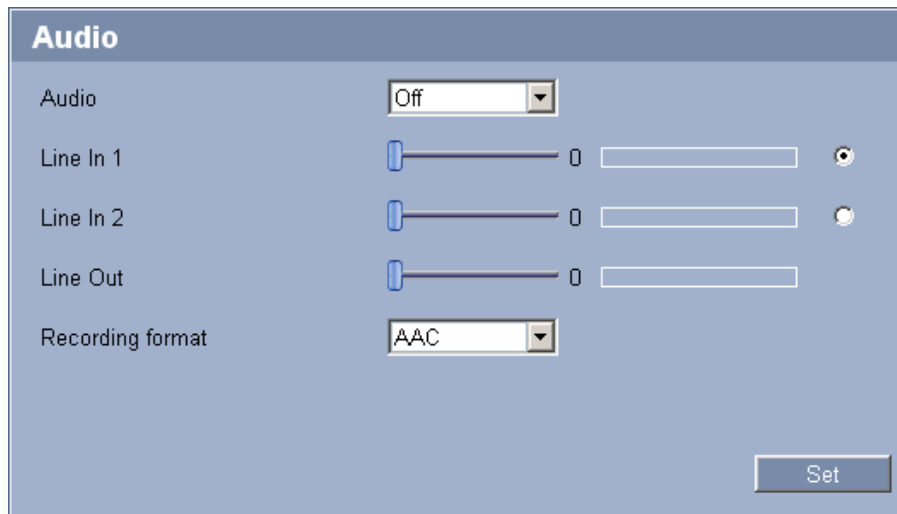 Audio
Audio Off
Line In 1 0
Line In 2 0
Line Out 0
Recording format AAC
Set